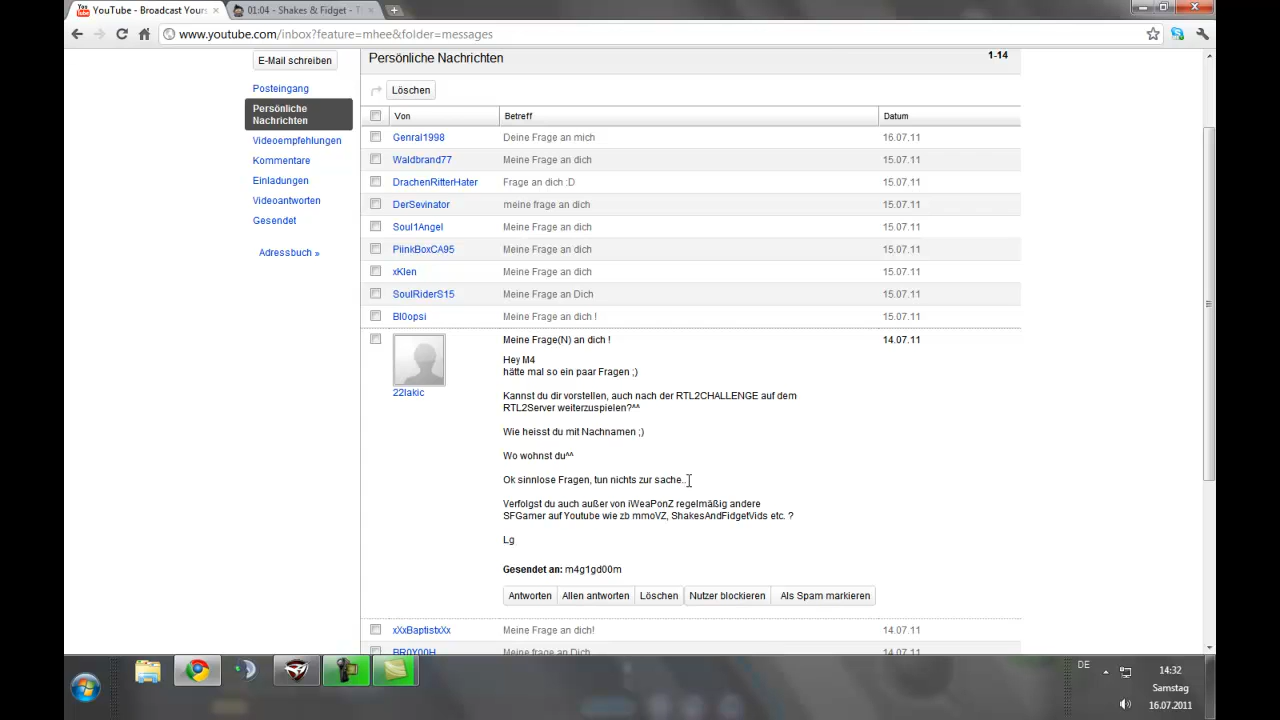 YouTube - Broadcast Yours
01:04 - Shakes & Fidget - T
www.youtube.com/inbox?feature=mhee&folder=messages
E-Mail schreiben
Persönliche Nachrichten
1-14
Posteingang
Löschen
Persönliche
Nachrichten
Von
Betreff
Datum
Videoempfehlungen
Genral1998
Deine Frage an mich
16.07.11
Kommentare
Waldbrand77
Meine Frage an dich
15.07.11
Einladungen
DrachenRitterHater
Frage an dich :D
15.07.11
Videoantworten
DerSevinator
meine frage an dich
15.07.11
Gesendet
Soul1Angel
Meine Frage an dich
15.07.11
Adressbuch »
PiinkBoxCA95
Meine Frage an dich
15.07.11
xKlen
Meine Frage an dich
15.07.11
SoulRiderS15
Meine Frage an Dich
15.07.11
Bl0opsi
Meine Frage an dich !
15.07.11
Meine Frage(N) an dich !
14.07.11
Hey M4
hätte mal so ein paar Fragen ;)
22lakic
Kannst du dir vorstellen, auch nach der RTL2CHALLENGE auf dem
RTL2Server weiterzuspielen?^^
Wie heisst du mit Nachnamen ;)
Wo wohnst du^^
Ok sinnlose Fragen, tun nichts zur sache..
Verfolgst du auch außer von iWeaPonZ regelmäßig andere
SFGamer auf Youtube wie zb mmoVZ, ShakesAndFidgetVids etc. ?
Lg
Gesendet an: m4g1gd00m
Antworten
Allen antworten
Löschen
Nutzer blockieren
Als Spam markieren
xXxBaptistxXx
Meine Frage an dich!
14.07.11
BR0Y00H
Meine frage an Dich
14.07.11
DE
14:32
Samstag
16.07.2011